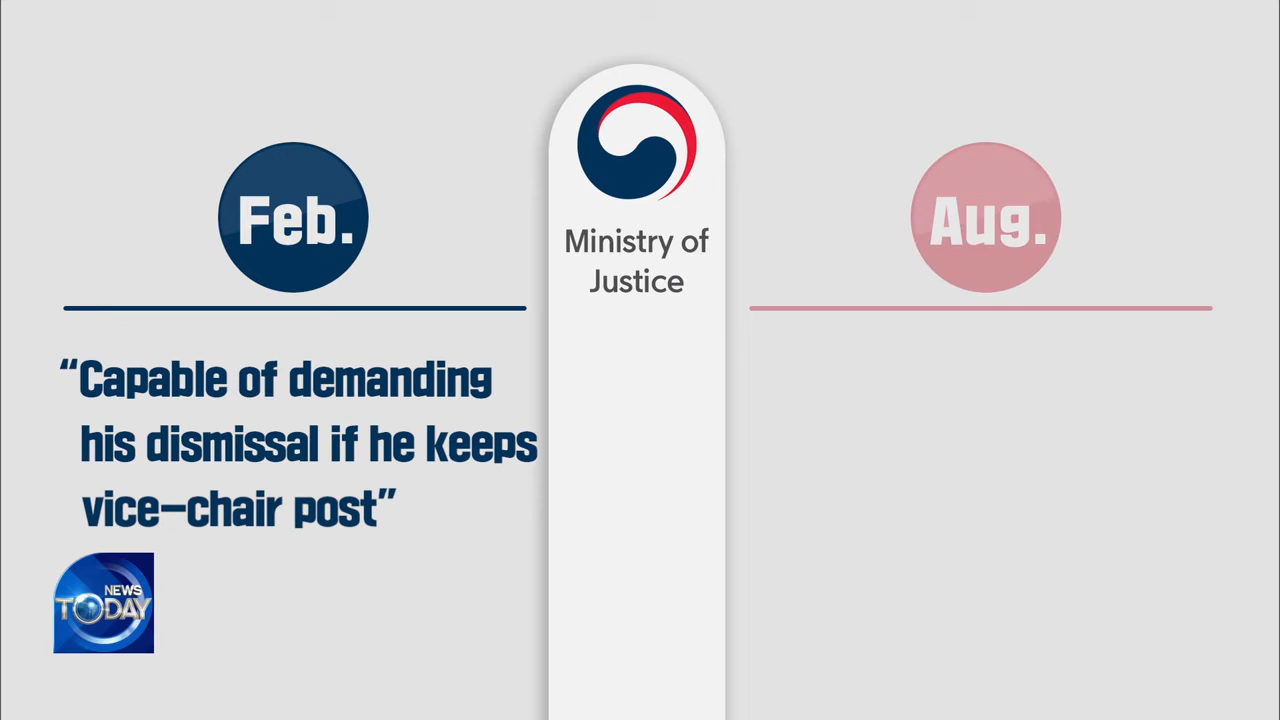 Feb.
Ministry of
Justice
Aug.
“Capable of demanding
his dismissal if he keeps
vice-chair post”
NEWS
TODAY